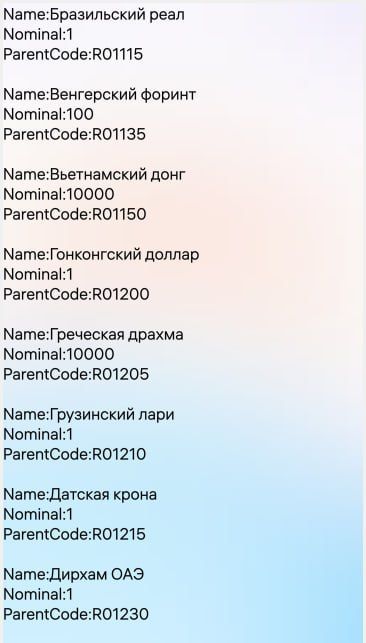 Name:Бразильский реал
Nominal:1
ParentCode:R01115
Name:Венгерский форинт
Nominal:100
ParentCode:R01135
Name:Вьетнамский донг
Nominal:10000
ParentCode:R01150
Name:Гонконгский доллар
Nominal:1
ParentCode:R01200
Name:Греческая драхма
Nominal:10000
ParentCode:R01205
Name:Грузинский лари
Nominal:1
ParentCode:R01210
Name:Датская крона
Nominal:1
ParentCode:R01215
Name:Дирхам ОАЭ
Nominal:1
ParentCode:R01230